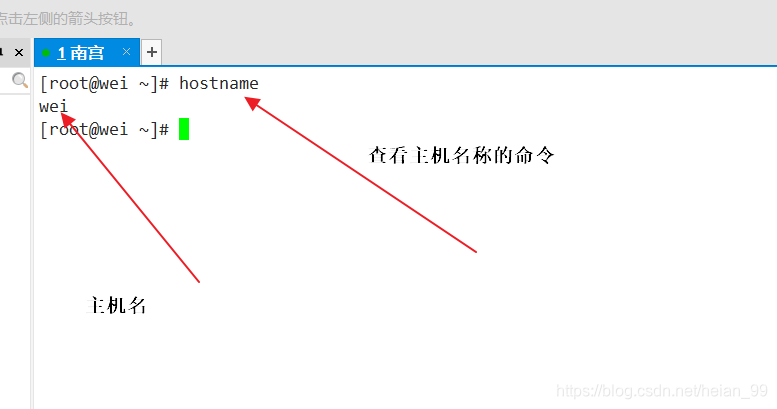 点击左侧的箭头按钮。
1 南宫
[root@wei ~]# hostname
wei
[root@wei ~]#
查看主机名称的命令
主机名
https://blog.csdn.net/heian_99